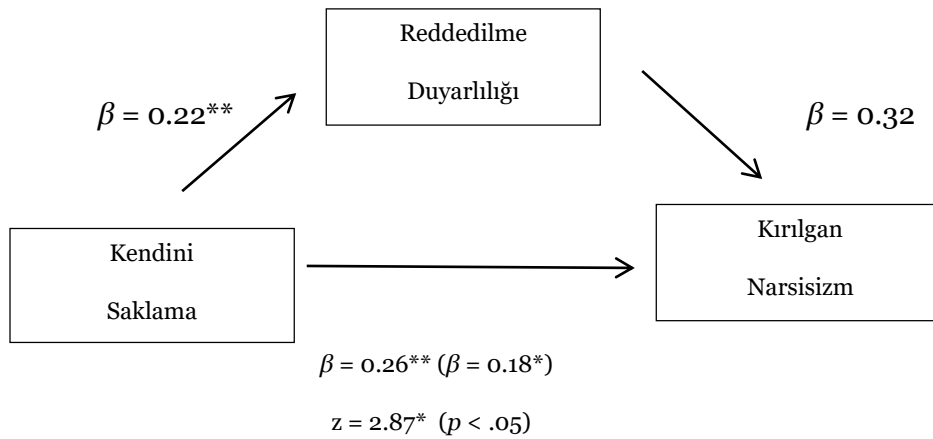 Reddedilme
Duyarlılığı
β = 0.22**
β = 0.32
Kendini
Saklama
Kırılgan
Narsisizm
β = 0.26** (β = 0.18*)
z = 2.87* (p < .05)